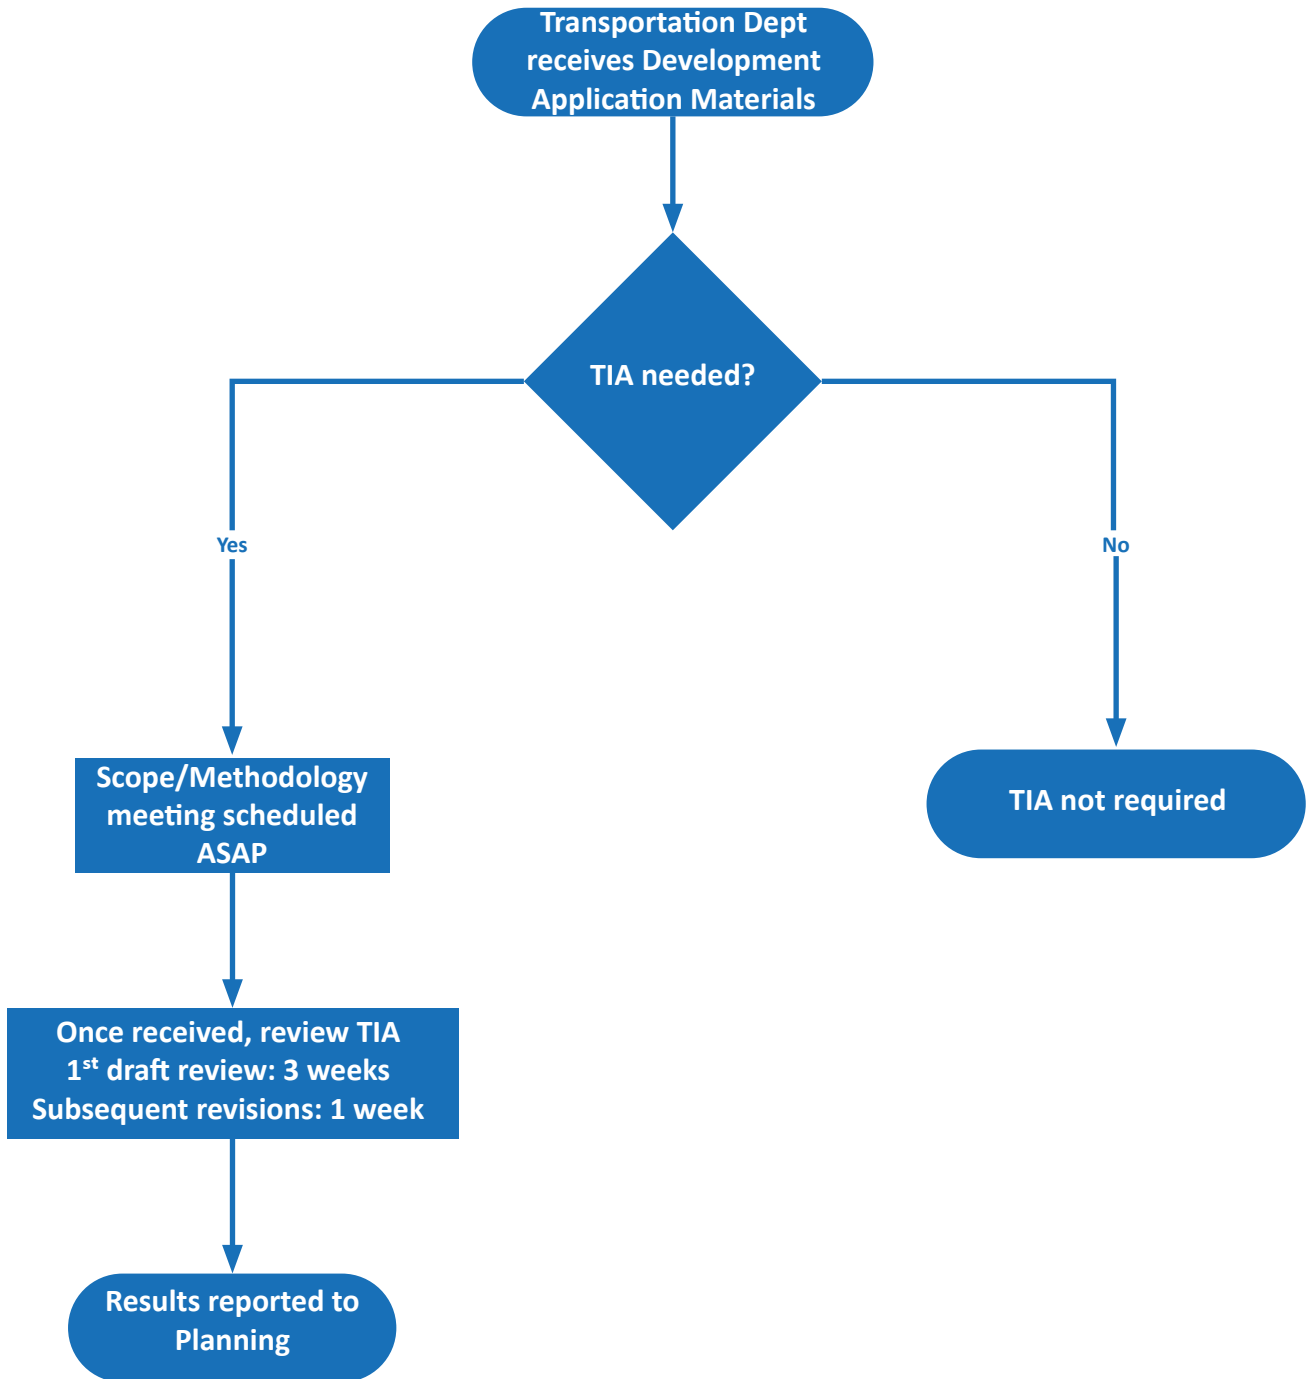 Transportation Dept
receives Development
Application Materials
TIA needed?
Yes
No
Scope/Methodology
meeting scheduled
ASAP
TIA not required
Once received, review TIA
1st draft review: 3 weeks
Subsequent revisions: 1 week
Results reported to
Planning